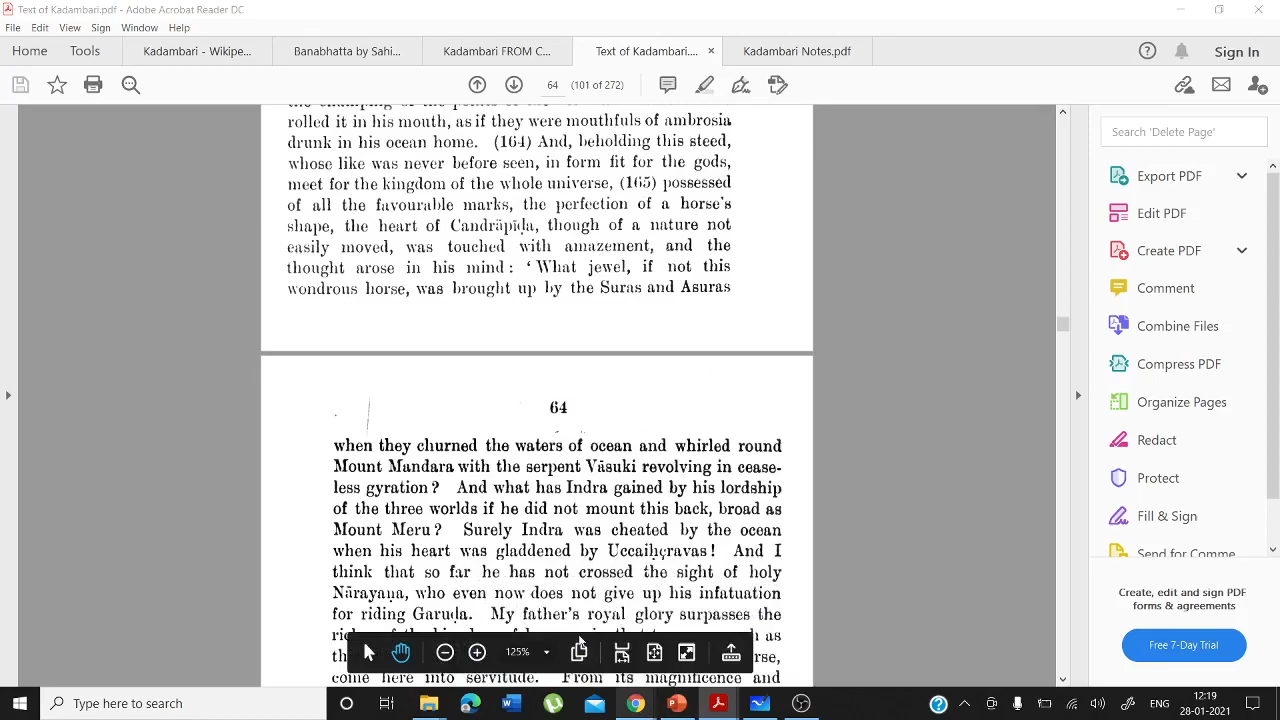 Text of Kadambari.pdf - Adobe Acrobat Reader DC
File Edit View Sign Window Help
Home Tools Kadambari - Wikipe... Banabhatta by Sahi... Kadambari FROM C... Text of Kadambari.... × Kadambari Notes.pdf Sign In
64 (101 of 272)
rolled it in his mouth, as if they were mouthfuls of ambrosia
drunk in his ocean home. (164) And, beholding this steed,
whose like was never before seen, in form fit for the gods,
meet for the kingdom of the whole universe, (165) possessed
of all the favourable marks, the perfection of a horse's
shape, the heart of Candrāpīḍa, though of a nature not
easily moved, was touched with amazement, and the
thought arose in his mind: 'What jewel, if not this
wondrous horse, was brought up by the Suras and Asuras
64
when they churned the waters of ocean and whirled round
Mount Mandara with the serpent Vāsuki revolving in cease-
less gyration? And what has Indra gained by his lordship
of the three worlds if he did not mount this back, broad as
Mount Meru? Surely Indra was cheated by the ocean
when his heart was gladdened by Uccaiḥçravas! And I
think that so far he has not crossed the sight of holy
Nārayaṇa, who even now does not give up his infatuation
for riding Garuḍa. My father's royal glory surpasses the
as
rse,
come here into servitude. From its magnificence and
125%
Search 'Delete Page'
Export PDF
Edit PDF
Create PDF
Comment
Combine Files
Compress PDF
Organize Pages
Redact
Protect
Fill & Sign
Send for Comme
Create, edit and sign PDF
forms & agreements
Free 7-Day Trial
Type here to search
ENG
12:19
28-01-2021